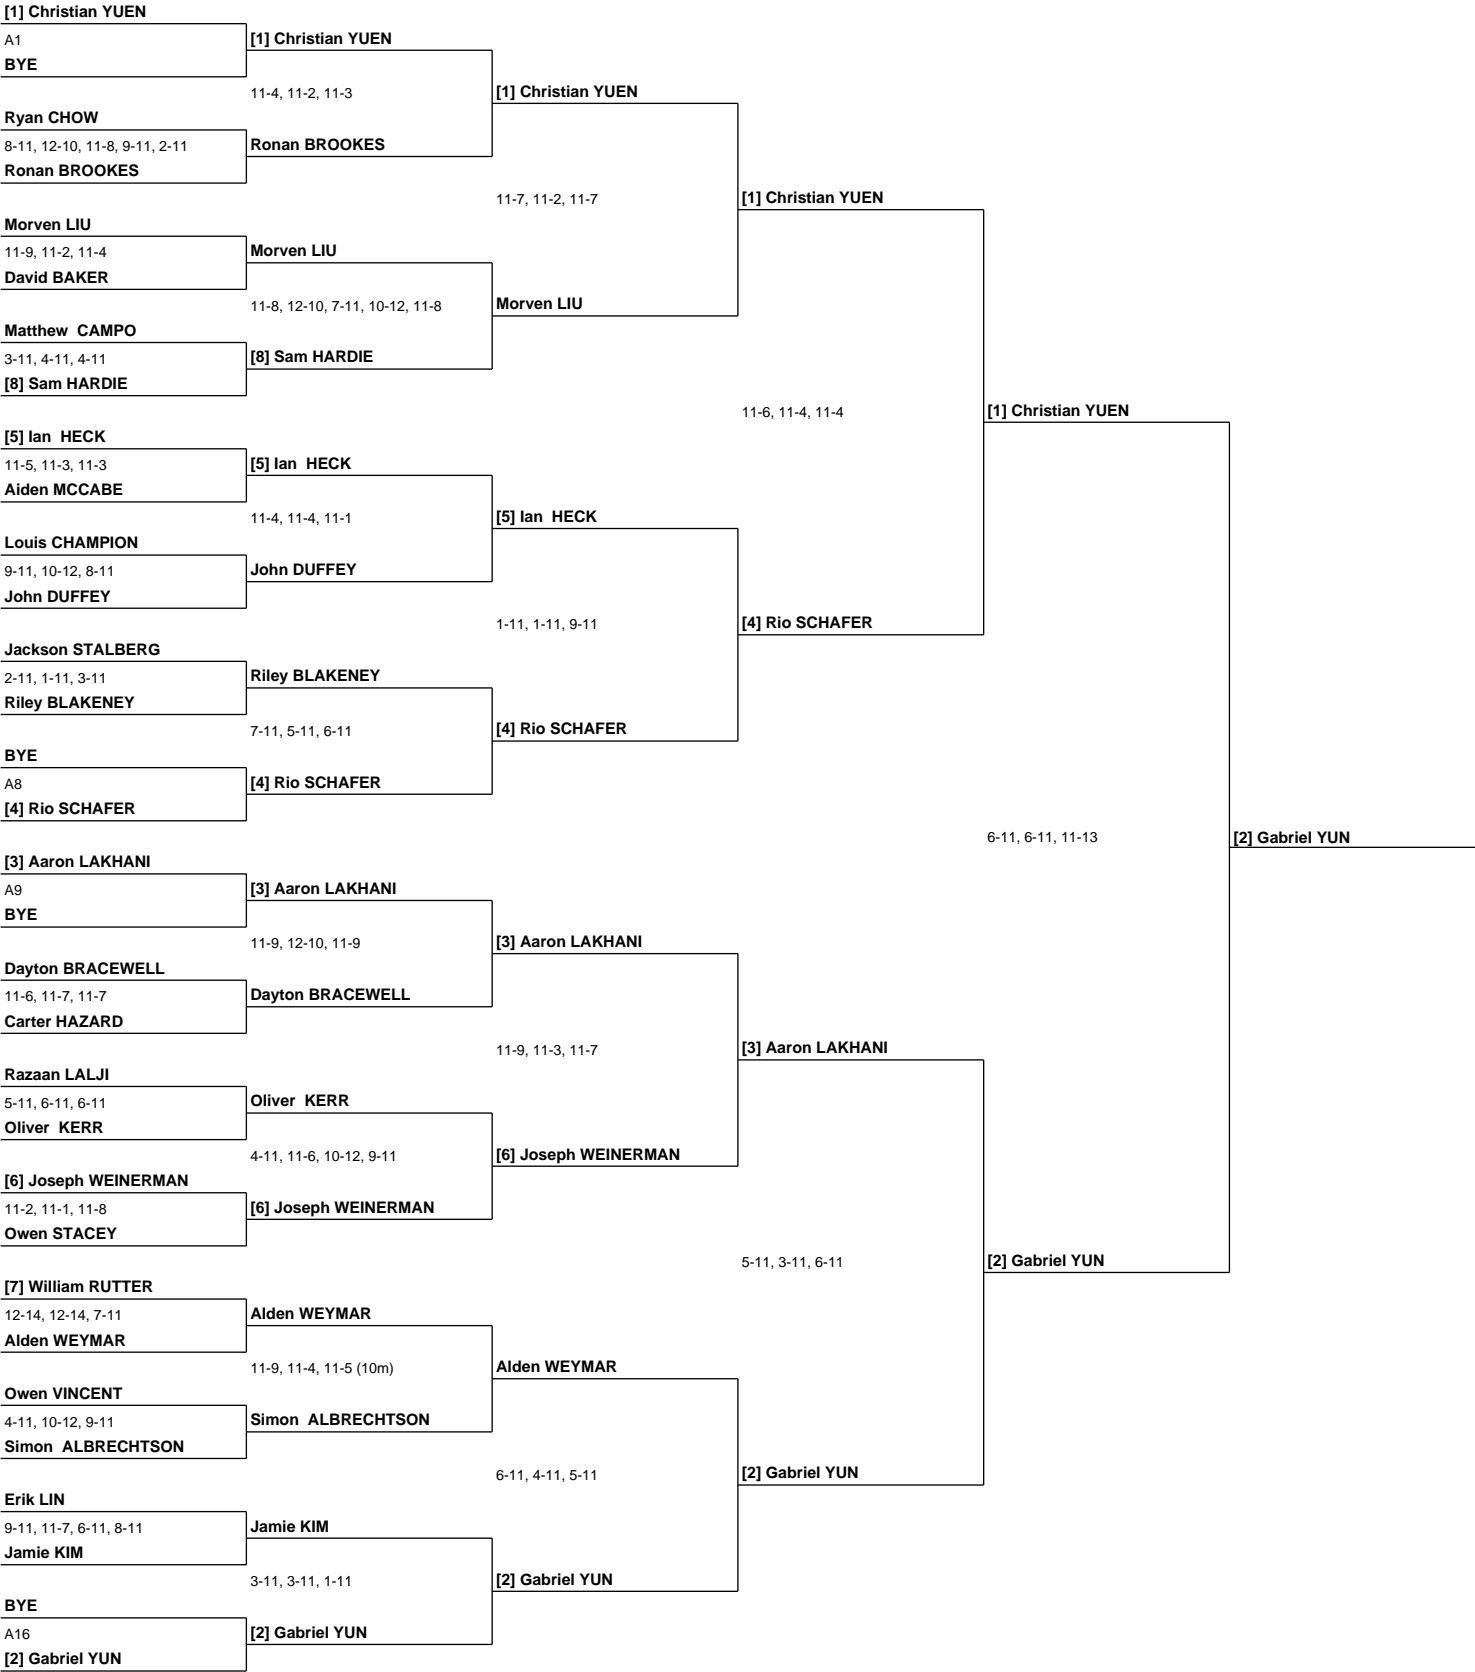 [1] Christian YUEN
A1
BYE
Ryan CHOW
8-11, 12-10, 11-8, 9-11, 2-11
Ronan BROOKES
Morven LIU
11-9, 11-2, 11-4
David BAKER
Matthew  CAMPO
3-11, 4-11, 4-11
[8] Sam HARDIE
[5] Ian  HECK
11-5, 11-3, 11-3
Aiden MCCABE
Louis CHAMPION
9-11, 10-12, 8-11
John DUFFEY
Jackson STALBERG
2-11, 1-11, 3-11
Riley BLAKENEY
BYE
A8
[4] Rio SCHAFER
[3] Aaron LAKHANI
A9
BYE
Dayton BRACEWELL
11-6, 11-7, 11-7
Carter HAZARD
Razaan LALJI
5-11, 6-11, 6-11
Oliver  KERR
[6] Joseph WEINERMAN
11-2, 11-1, 11-8
Owen STACEY
[7] William RUTTER
12-14, 12-14, 7-11
Alden WEYMAR
Owen VINCENT
4-11, 10-12, 9-11
Simon  ALBRECHTSON
Erik LIN
9-11, 11-7, 6-11, 8-11
Jamie KIM
BYE
A16
[2] Gabriel YUN
[1] Christian YUEN
11-4, 11-2, 11-3
Ronan BROOKES
Morven LIU
11-8, 12-10, 7-11, 10-12, 11-8
[8] Sam HARDIE
[5] Ian  HECK
11-4, 11-4, 11-1
John DUFFEY
Riley BLAKENEY
7-11, 5-11, 6-11
[4] Rio SCHAFER
[3] Aaron LAKHANI
11-9, 12-10, 11-9
Dayton BRACEWELL
Oliver  KERR
4-11, 11-6, 10-12, 9-11
[6] Joseph WEINERMAN
Alden WEYMAR
11-9, 11-4, 11-5 (10m)
Simon  ALBRECHTSON
Jamie KIM
3-11, 3-11, 1-11
[2] Gabriel YUN
[1] Christian YUEN
11-7, 11-2, 11-7
Morven LIU
[5] Ian  HECK
1-11, 1-11, 9-11
[4] Rio SCHAFER
[3] Aaron LAKHANI
11-9, 11-3, 11-7
[6] Joseph WEINERMAN
Alden WEYMAR
6-11, 4-11, 5-11
[2] Gabriel YUN
[1] Christian YUEN
11-6, 11-4, 11-4
[4] Rio SCHAFER
[3] Aaron LAKHANI
5-11, 3-11, 6-11
[2] Gabriel YUN
[1] Christian YUEN
6-11, 6-11, 11-13
[2] Gabriel YUN
[2] Gabriel YUN